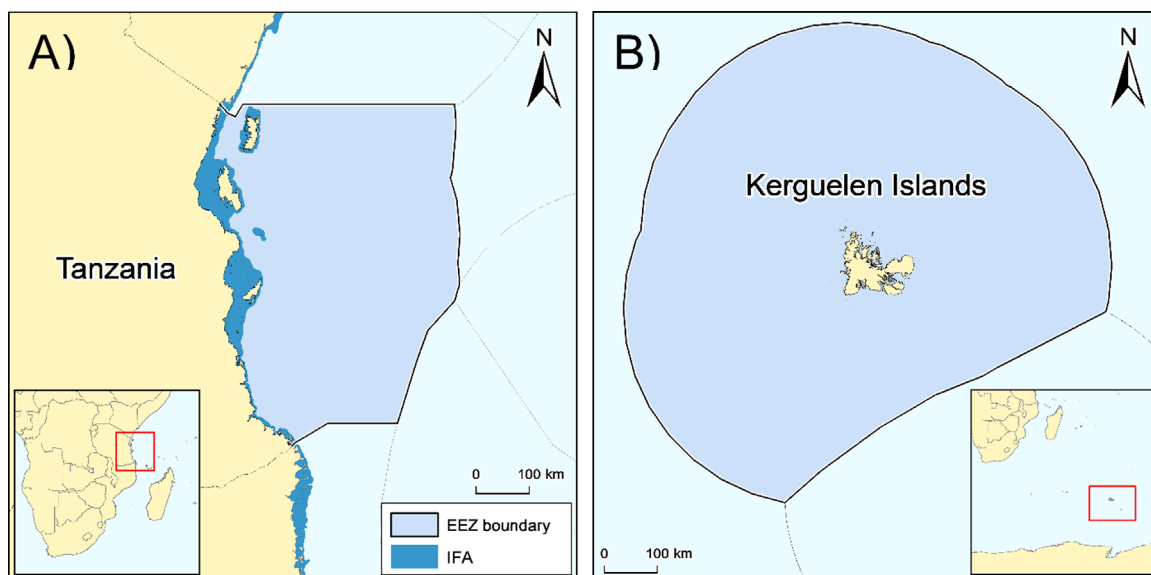 A)
N
Tanzania
0 100 km
EEZ boundary
IFA
B)
N
Kerguelen Islands
0 100 km